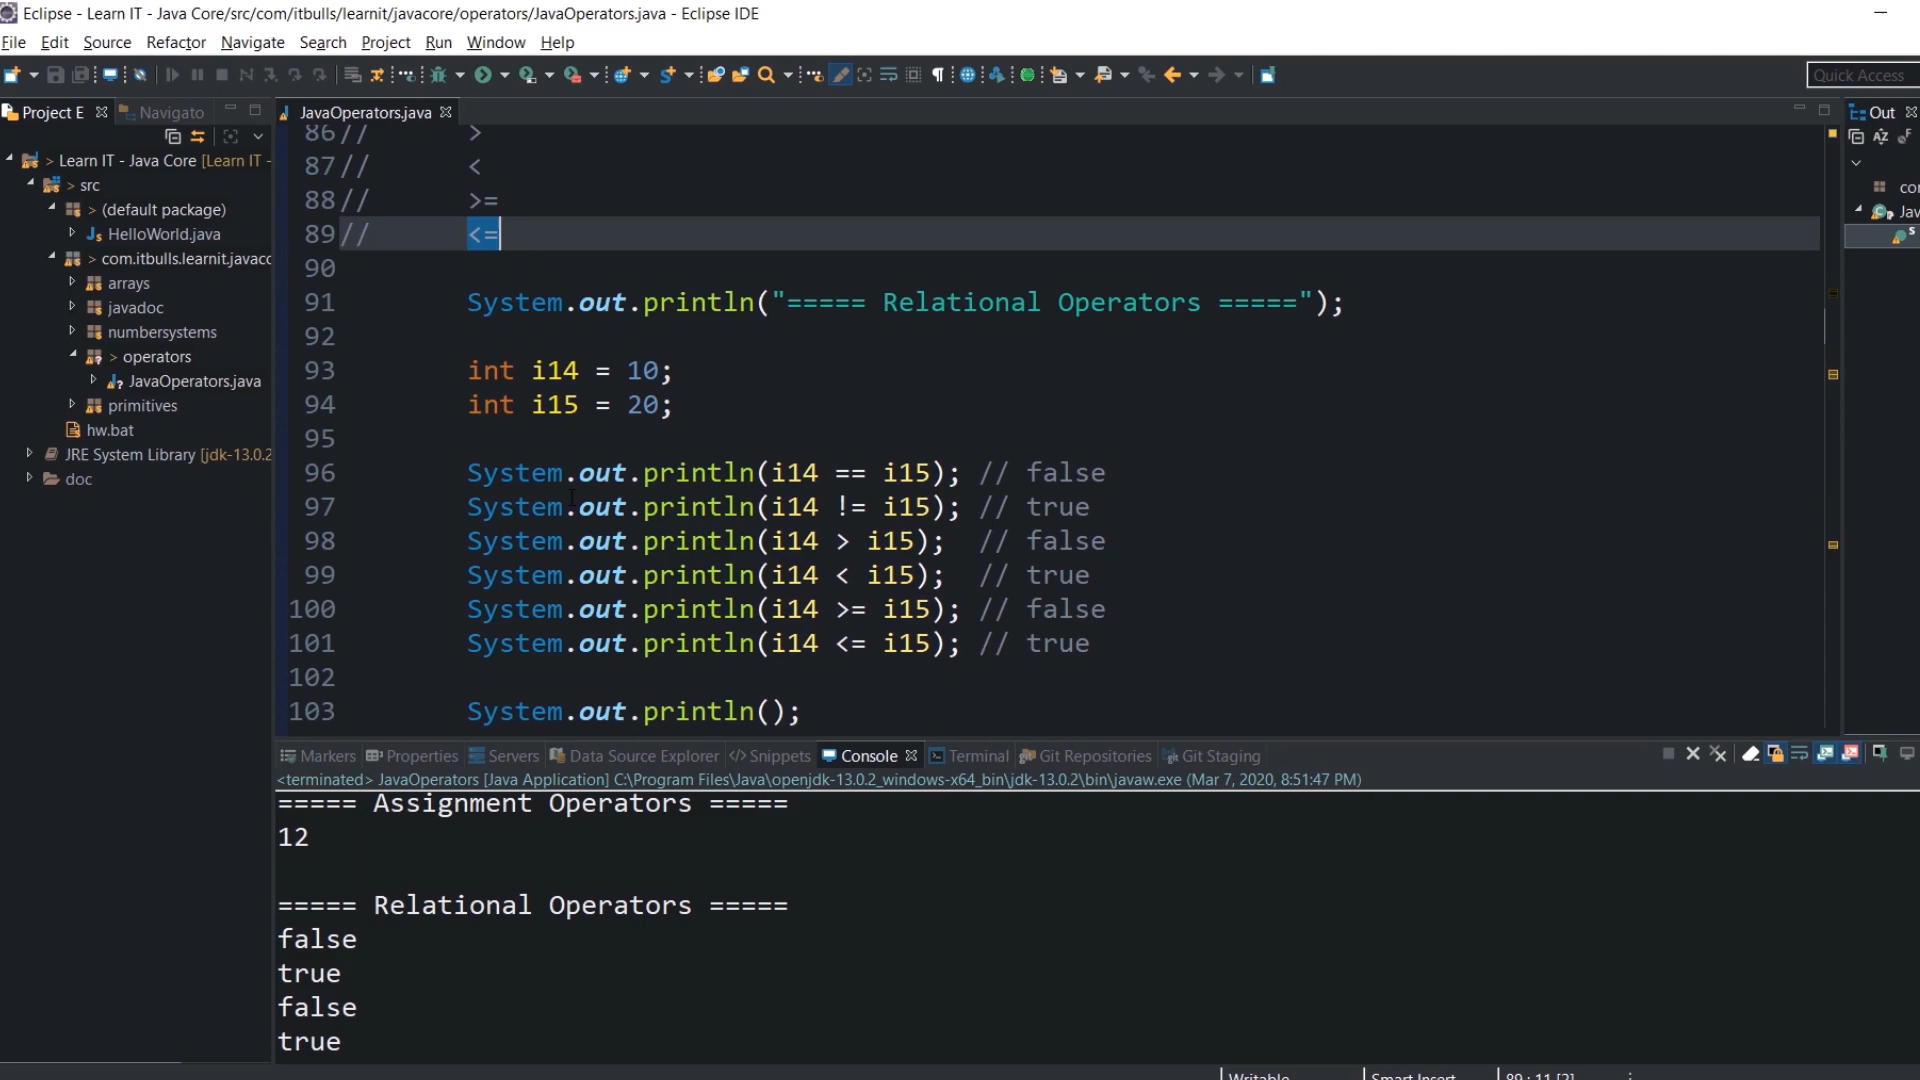 Eclipse - Learn IT - Java Core/src/com/itbulls/learnit/javacore/operators/JavaOperators.java - Eclipse IDE
File Edit Source Refactor Navigate Search Project Run Window Help
Quick Access
Project E
Navigato
JavaOperators.java
Out
Learn IT - Java Core [Learn IT -
> src
> (default package)
HelloWorld.java
> com.itbulls.learnit.javacc
arrays
javadoc
numbersystems
> operators
JavaOperators.java
primitives
hw.bat
JRE System Library [jdk-13.0.2
doc
86// >
87// <
88// >=
89// <=
90
91 System.out.println("===== Relational Operators =====");
92
93 int i14 = 10;
94 int i15 = 20;
95
96 System.out.println(i14 == i15); // false
97 System.out.println(i14 != i15); // true
98 System.out.println(i14 > i15); // false
99 System.out.println(i14 < i15); // true
100 System.out.println(i14 >= i15); // false
101 System.out.println(i14 <= i15); // true
102
103 System.out.println();
con
Jav
S
Markers Properties Servers Data Source Explorer Snippets Console Terminal Git Repositories Git Staging
<terminated> JavaOperators [Java Application] C:\Program Files\Java\openjdk-13.0.2_windows-x64_bin\jdk-13.0.2\bin\javaw.exe (Mar 7, 2020, 8:51:47 PM)
===== Assignment Operators =====
12
===== Relational Operators =====
false
true
false
true
Writable Smart Insert 89 : 11 [2]